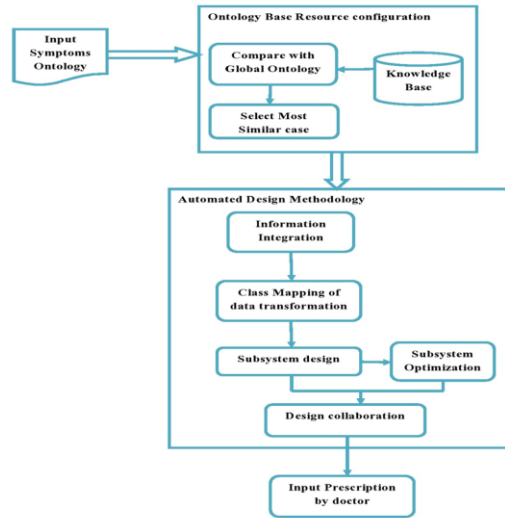 Input
Symptoms
Ontology
Ontology Base Resource configuration
Compare with
Global Ontology
Knowledge
Base
Select Most
Similar case
Automated Design Methodology
Information
Integration
Class Mapping of
data transformation
Subsystem design
Subsystem
Optimization
Design collaboration
Input Prescription
by doctor